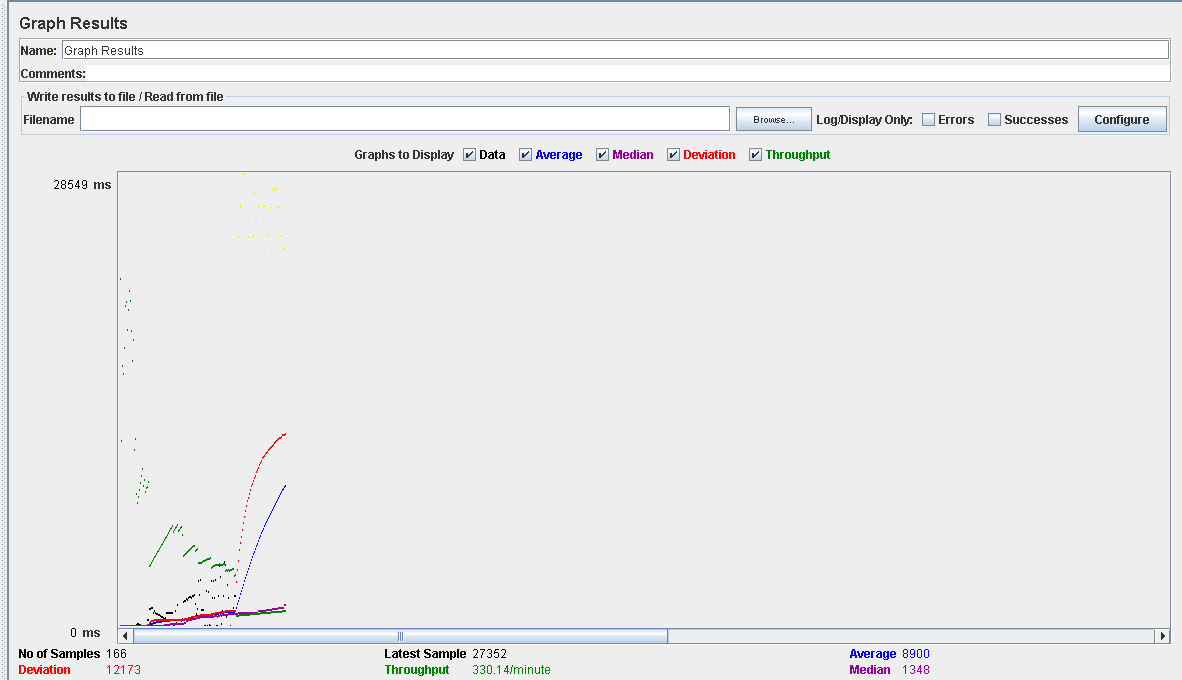 Graph Results
Name: Graph Results
Comments:
Write results to file / Read from file
Filename Browse... Log/Display Only: Errors Successes Configure
Graphs to Display Data Average Median Deviation Throughput
28549 ms
0 ms
No of Samples 166 Latest Sample 27352 Average 8900
Deviation 12173 Throughput 330.14/minute Median 1348